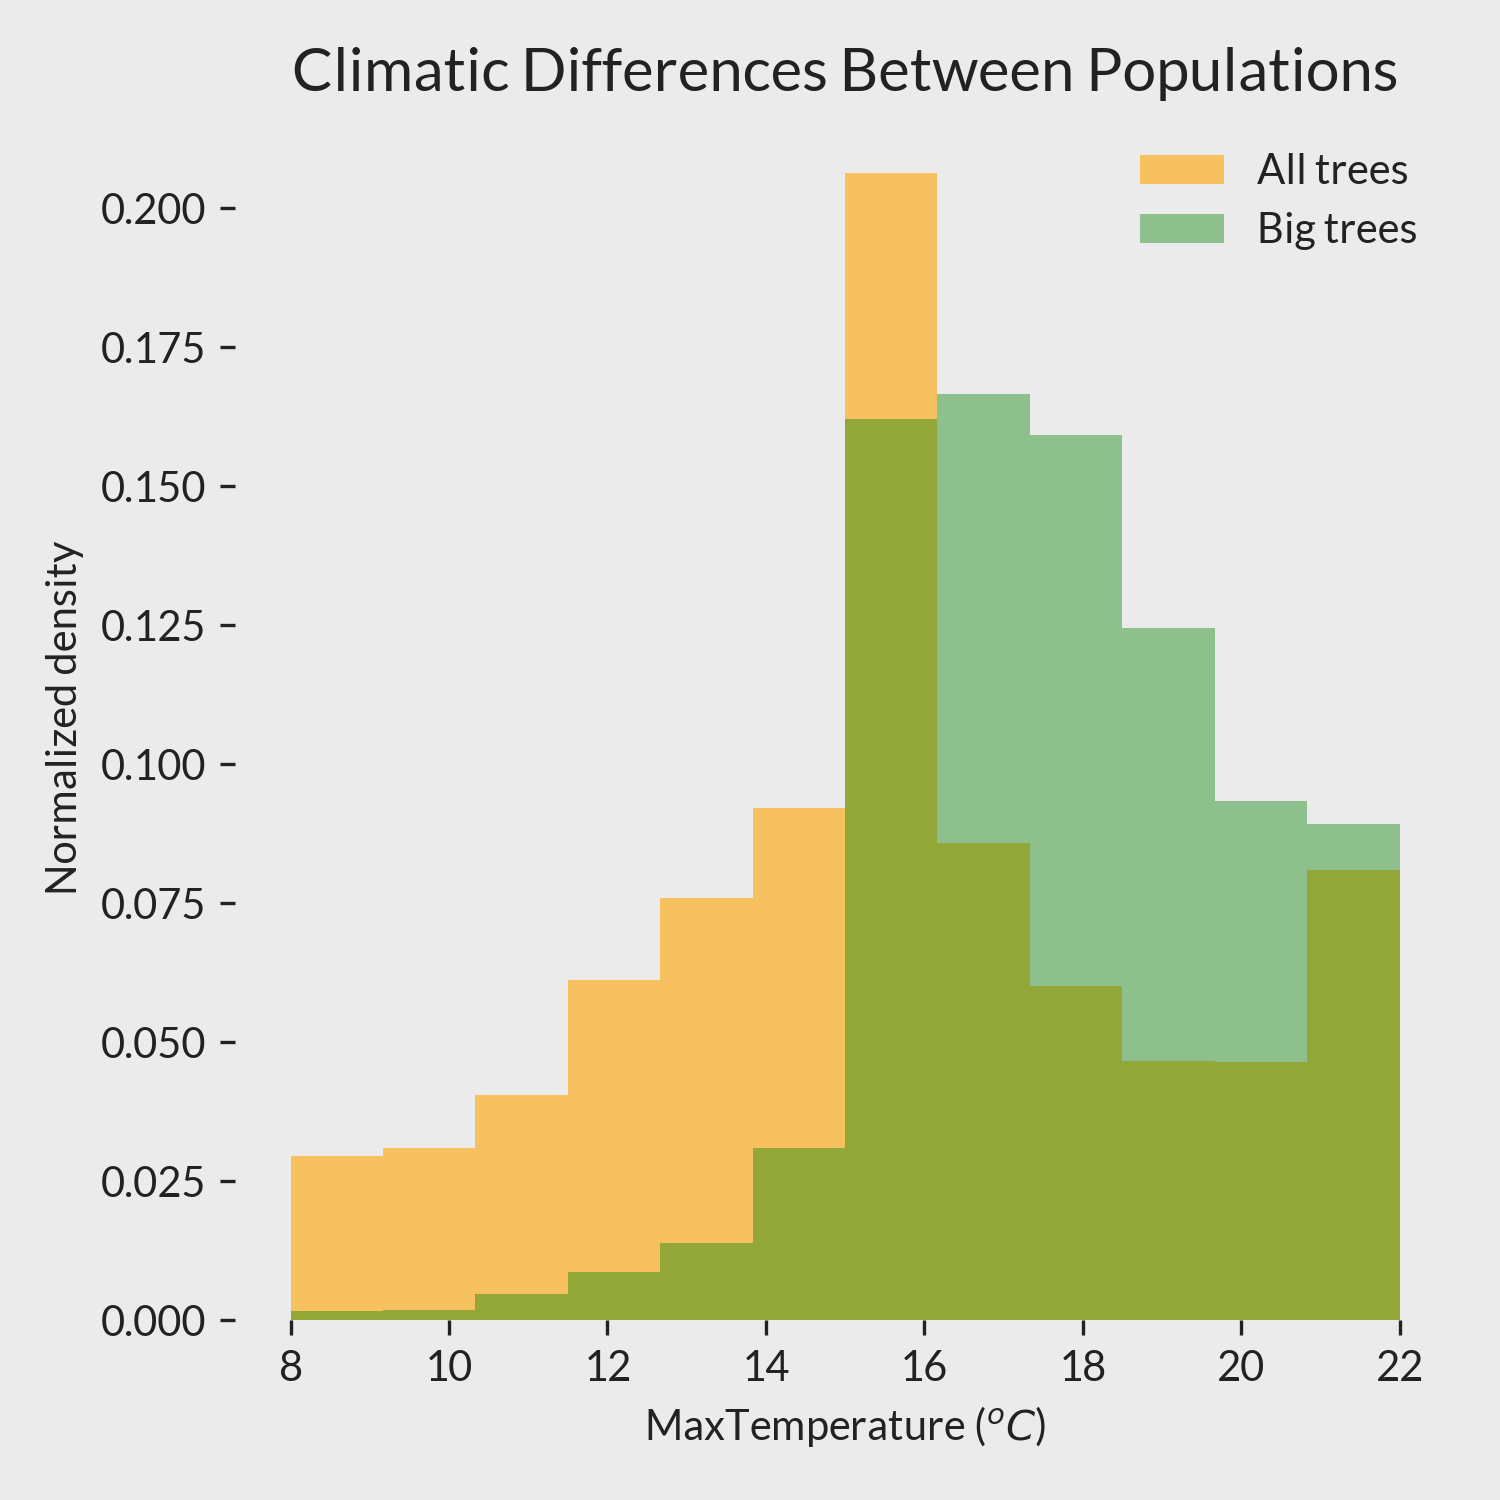 Climatic Differences Between Populations
All trees
Big trees
0.200
0.175
0.150
0.125
0.100
0.075
0.050
0.025
0.000
Normalized density
8 10 12 14 16 18 20 22
MaxTemperature (°C)